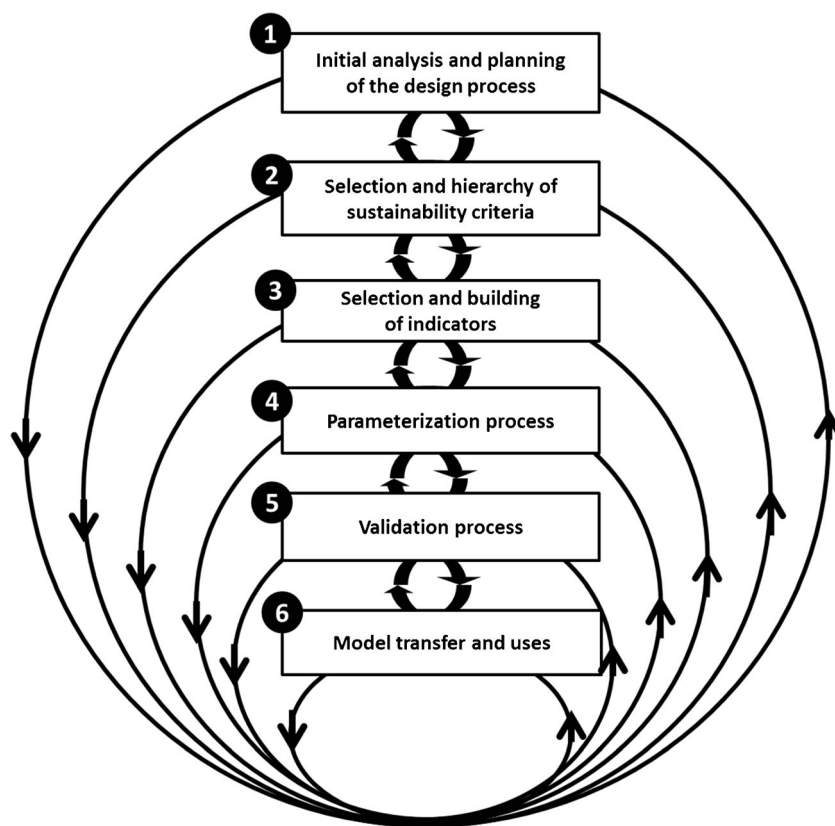 1
Initial analysis and planning
of the design process
2
Selection and hierarchy of
sustainability criteria
3
Selection and building
of indicators
4
Parameterization process
5
Validation process
6
Model transfer and uses